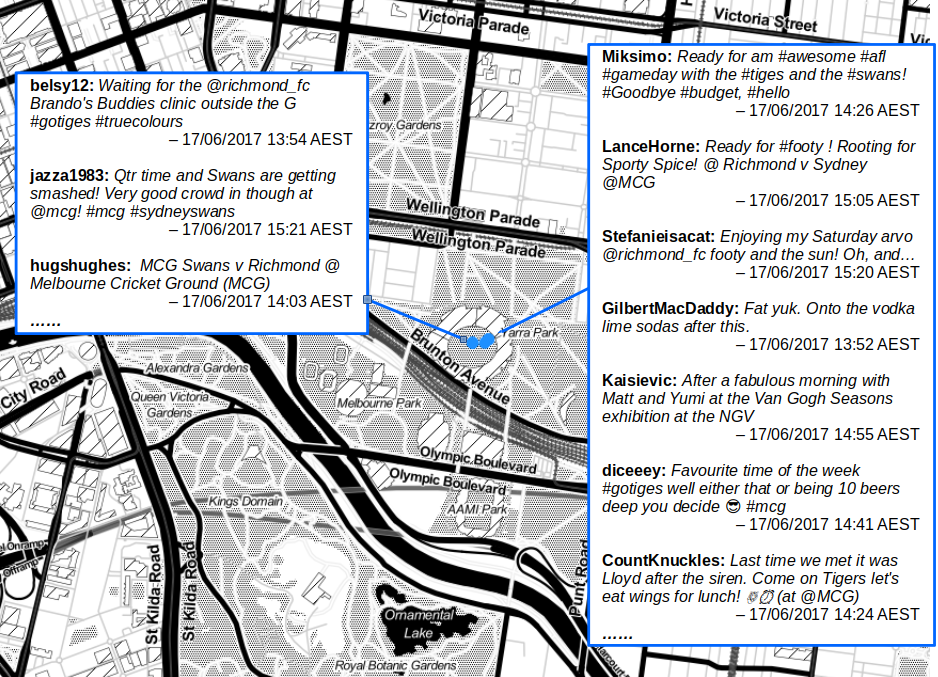 Victoria Parade
Victoria Street
belsy12: Waiting for the @richmond_fc
Brando's Buddies clinic outside the G
#gotiges #truecolours
– 17/06/2017 13:54 AEST
jazza1983: Qtr time and Swans are getting
smashed! Very good crowd in though at
@mcg! #mcg #sydneyswans
– 17/06/2017 15:21 AEST
hugshughes: MCG Swans v Richmond @
Melbourne Cricket Ground (MCG)
– 17/06/2017 14:03 AEST
......
Miksimo: Ready for am #awesome #afl
#gameday with the #tiges and the #swans!
#Goodbye #budget, #hello
– 17/06/2017 14:26 AEST
LanceHorne: Ready for #footy ! Rooting for
Sporty Spice! @ Richmond v Sydney
@MCG
– 17/06/2017 15:05 AEST
Stefanieisacat: Enjoying my Saturday arvo
@richmond_fc footy and the sun! Oh, and…
– 17/06/2017 15:20 AEST
GilbertMacDaddy: Fat yuk. Onto the vodka
lime sodas after this.
– 17/06/2017 13:52 AEST
Kaisievic: After a fabulous morning with
Matt and Yumi at the Van Gogh Seasons
exhibition at the NGV
– 17/06/2017 14:55 AEST
diceeey: Favourite time of the week
#gotiges well either that or being 10 beers
deep you decide 😎 #mcg
– 17/06/2017 14:41 AEST
CountKnuckles: Last time we met it was
Lloyd after the siren. Come on Tigers let's
eat wings for lunch! (at @MCG)
– 17/06/2017 14:24 AEST
......
zroy Gardens
Wellington Parade
Wellington Parade
Yarra Park
Brunton Avenue
Alexandra Gardens
City Road
Queen Victoria
Gardens
Melbourne Park
Olympic Boulevard
Olympic Boulevard
Kings Domain
AAMI Park
el Onramp
Offramp
St Kilda Road
St Kilda Road
Punt Road
Ornamental
Lake
Royal Botanic Gardens
arcourt